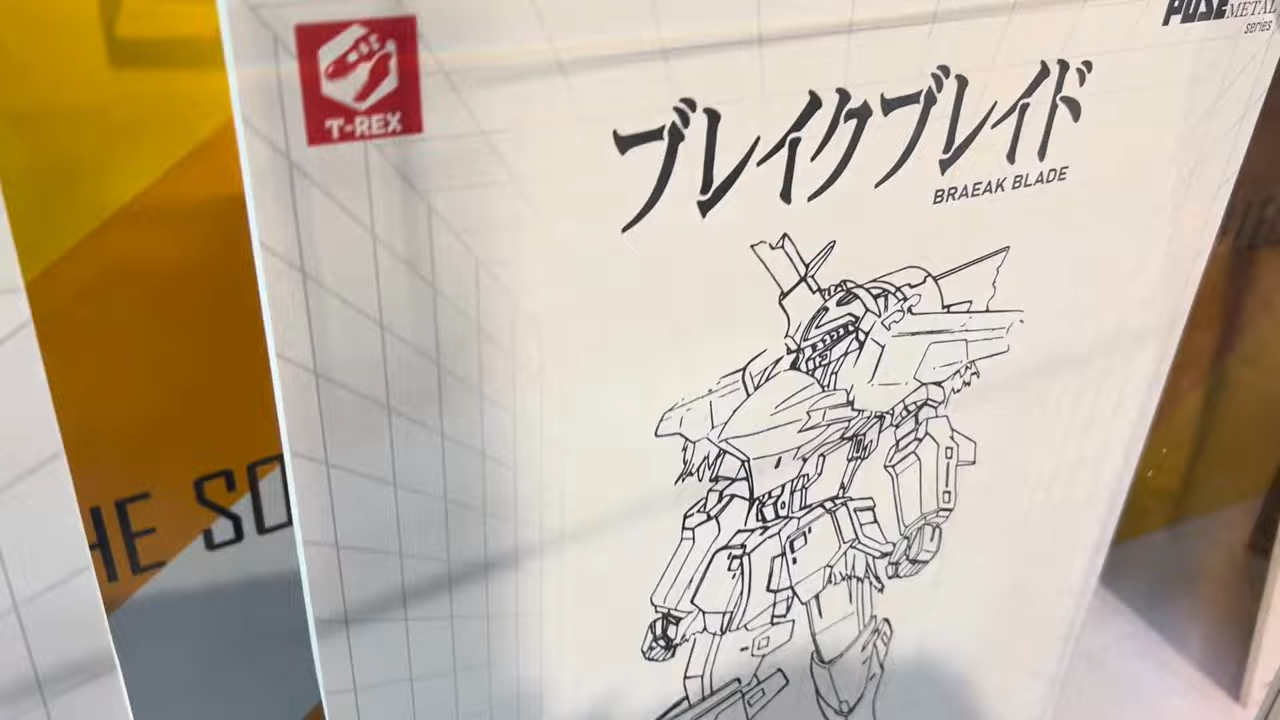 T-REX
POSE METAL
series
ブレイクブレイド
BRAEAK BLADE
HE SO